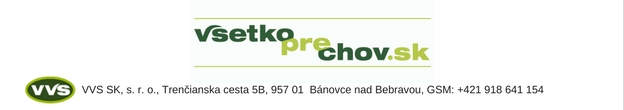 všetko
pre
chov.sk
VVS VVS SK, s. r. o., Trenčianska cesta 5B, 957 01 Bánovce nad Bebravou, GSM: +421 918 641 154